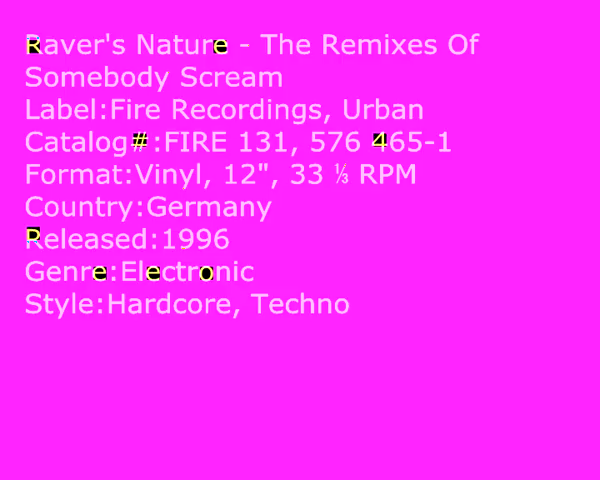 Raver's Nature - The Remixes Of
Somebody Scream
Label:Fire Recordings, Urban
Catalog#:FIRE 131, 576 465-1
Format:Vinyl, 12", 33 ⅓ RPM
Country:Germany
Released:1996
Genre:Electronic
Style:Hardcore, Techno